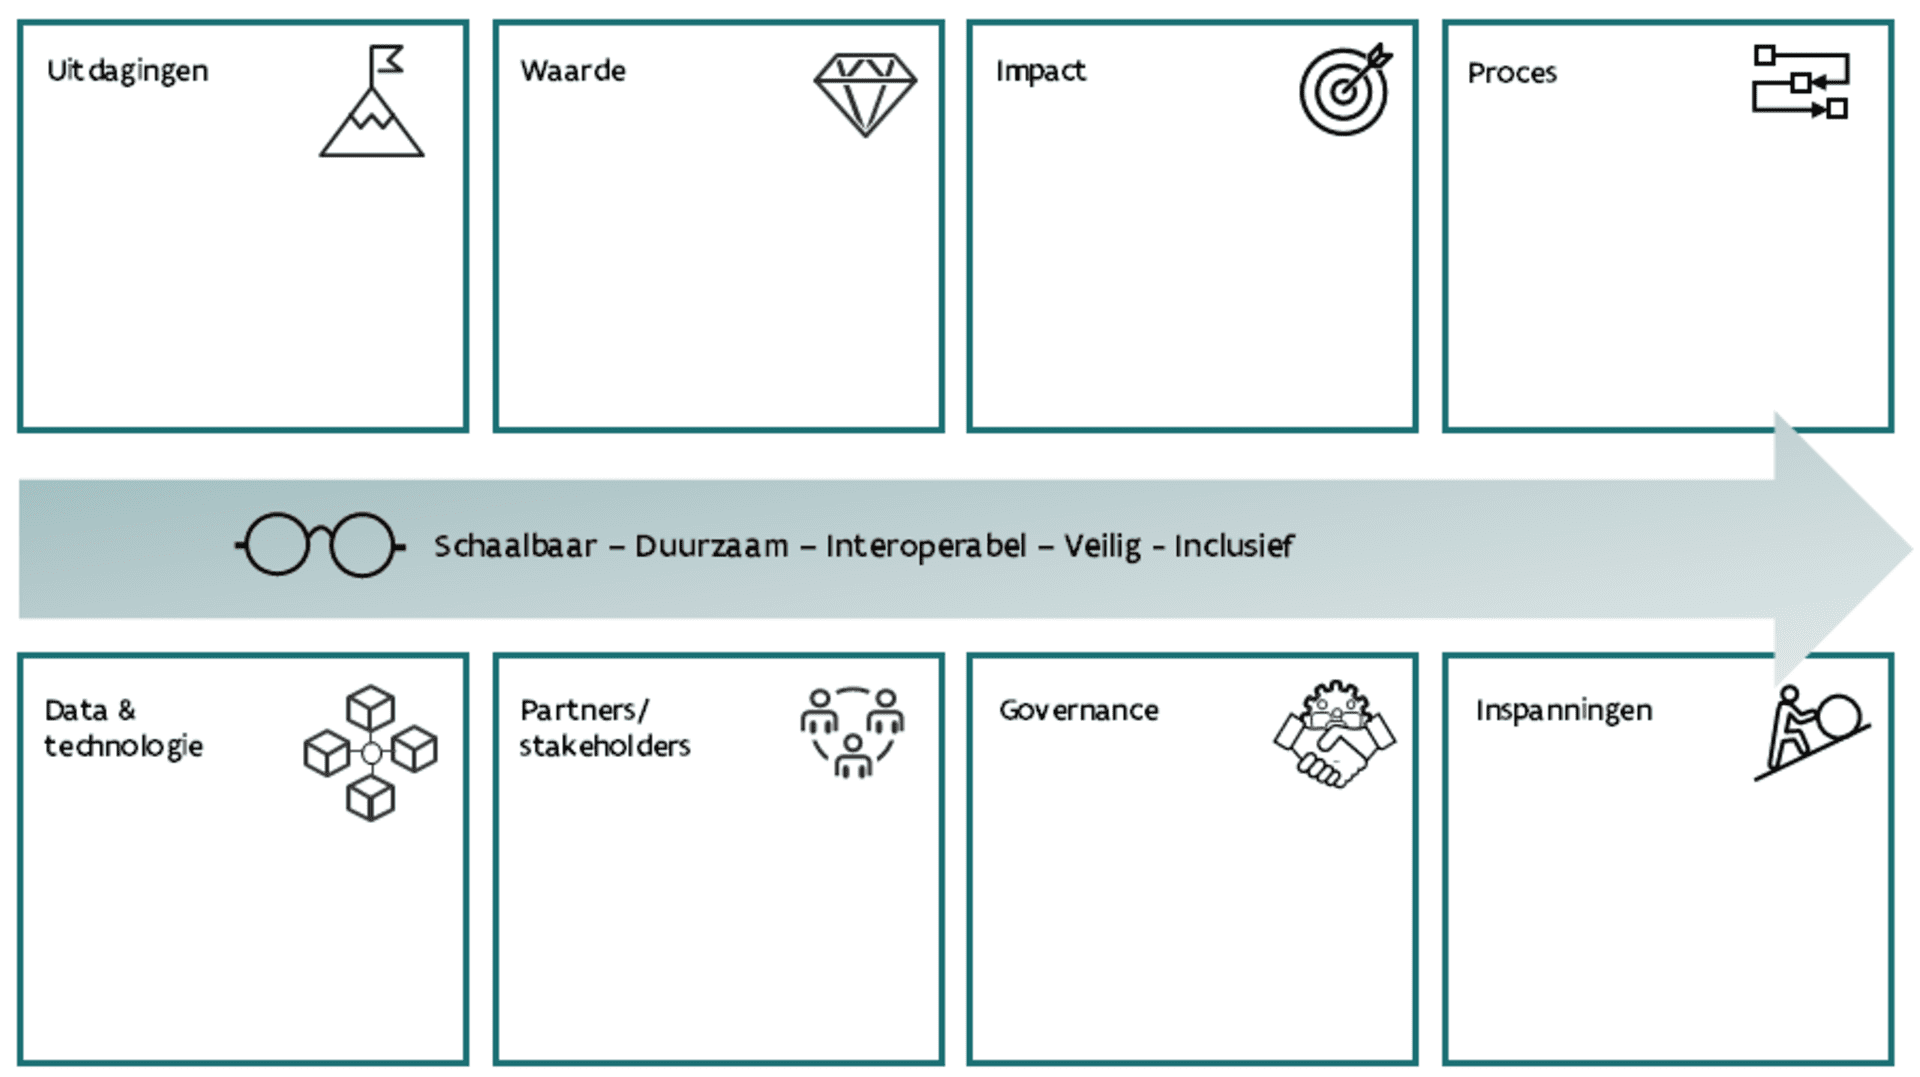 Uitdagingen
Waarde
Impact
Proces
Schaalbaar – Duurzaam – Interoperabel – Veilig - Inclusief
Data &
technologie
Partners/
stakeholders
Governance
Inspanningen